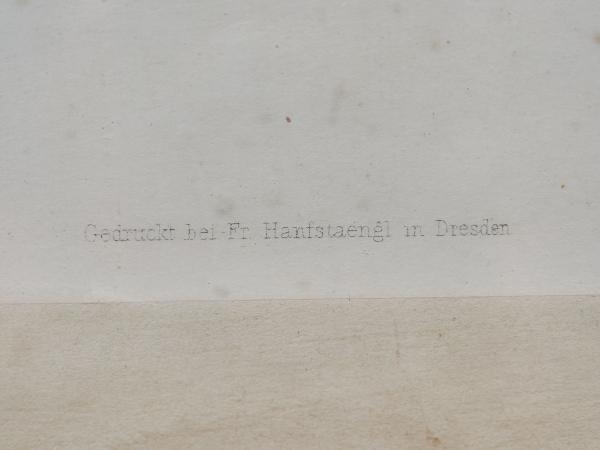 Gedruckt bei Fr. Hanfstaengl in Dresden